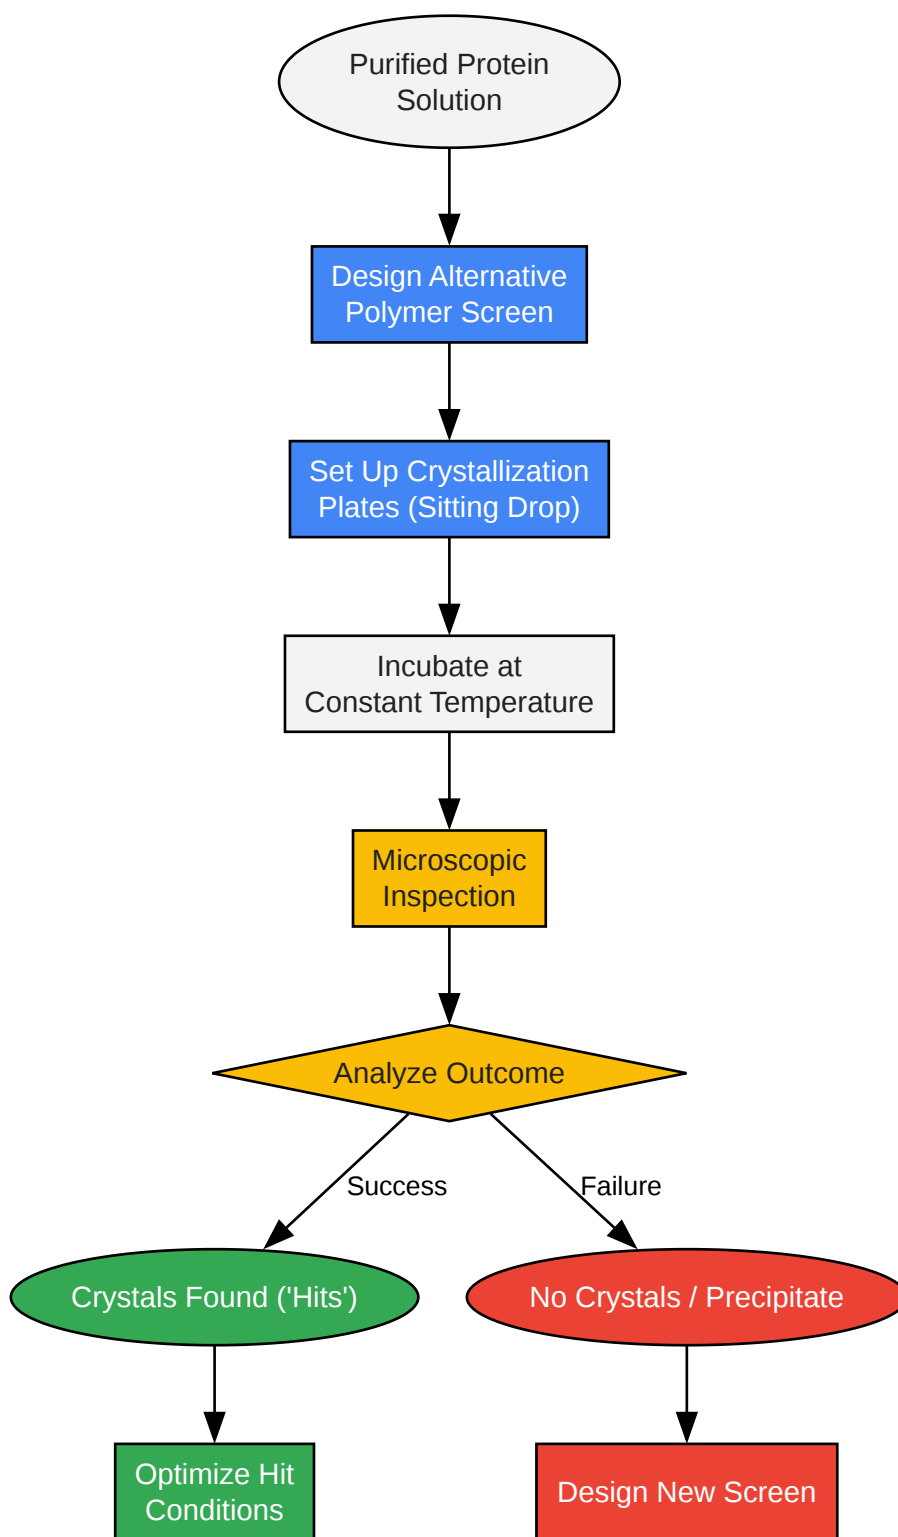 Purified Protein
Solution
Design Alternative
Polymer Screen
Set Up Crystallization
Plates (Sitting Drop)
Incubate at
Constant Temperature
Microscopic
Inspection
Analyze Outcome
Success
Failure
Crystals Found ('Hits')
No Crystals / Precipitate
Optimize Hit
Conditions
Design New Screen